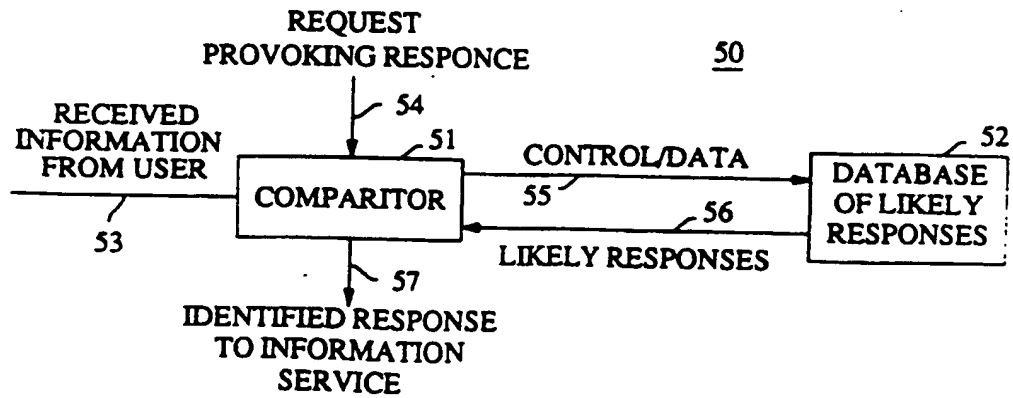 REQUEST
PROVOKING RESPONCE
50
54
RECEIVED
INFORMATION
FROM USER
53
51
COMPARITOR
CONTROL/DATA
55
56
LIKELY RESPONSES
52
DATABASE
OF LIKELY
RESPONSES
57
IDENTIFIED RESPONSE
TO INFORMATION
SERVICE